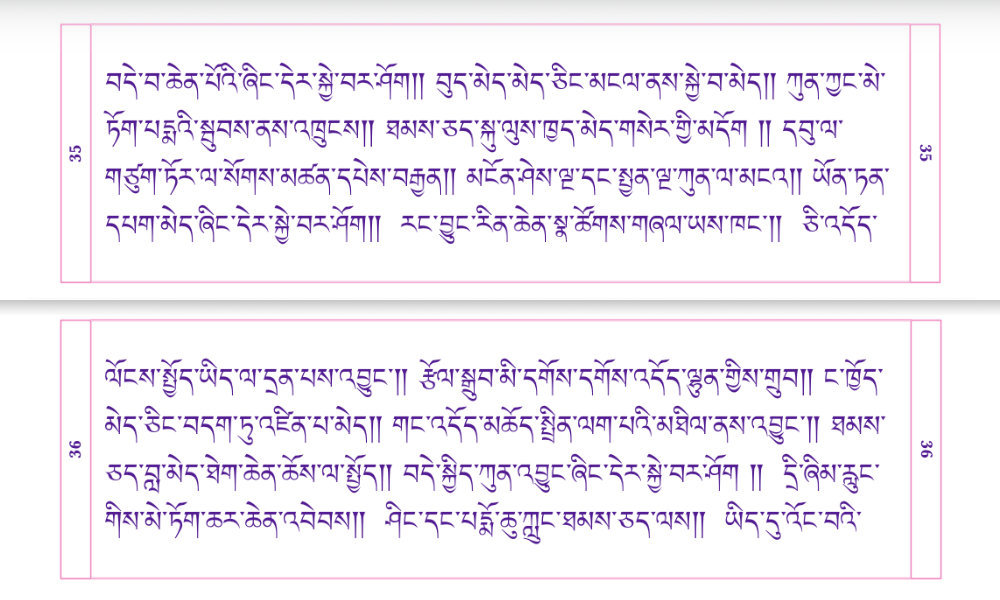 བདེ་བ་ཆེན་པོའི་ཞིང་དེར་སྐྱེ་བར་ཤོག།། བུད་མེད་མེད་ཅིང་མངལ་ནས་སྐྱེ་བ་མེད།། ཀུན་ཀྱང་མེ་
ཏོག་པདྨའི་སྦུབས་ནས་འཁྲུངས།། ཐམས་ཅད་སྐུ་ལུས་ཁྱད་མེད་གསེར་གྱི་མདོག །། དབུ་ལ་
གཙུག་ཏོར་ལ་སོགས་མཚན་དཔེས་བརྒྱན།། མངོན་ཤེས་ལྔ་དང་སྤྱན་ལྔ་ཀུན་ལ་མངའ།། ཡོན་ཏན་
དཔག་མེད་ཞིང་དེར་སྐྱེ་བར་ཤོག།། རང་བྱུང་རིན་ཆེན་སྣ་ཚོགས་གཞལ་ཡས་ཁང་།། ཅི་འདོད་
35
35
ལོངས་སྤྱོད་ཡིད་ལ་དྲན་པས་འབྱུང་།། རྩོལ་སྒྲུབ་མི་དགོས་དགོས་འདོད་ལྷུན་གྱིས་གྲུབ།། ང་ཁྱོད་
མེད་ཅིང་བདག་ཏུ་འཛིན་པ་མེད།། གང་འདོད་མཆོད་སྤྲིན་ལག་པའི་མཐིལ་ནས་འབྱུང་།། ཐམས་
ཅད་བླ་མེད་ཐེག་ཆེན་ཆོས་ལ་སྤྱོད།། བདེ་སྐྱིད་ཀུན་འབྱུང་ཞིང་དེར་སྐྱེ་བར་ཤོག །། དྲི་ཞིམ་རླུང་
གིས་མེ་ཏོག་ཆར་ཆེན་འབེབས།། ཤིང་དང་པདྨོ་ཆུ་ཀླུང་ཐམས་ཅད་ལས།། ཡིད་དུ་འོང་བའི་
36
36